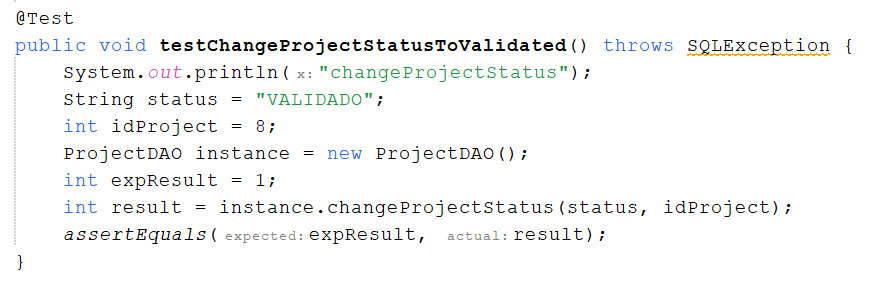 @Test
public void testChangeProjectStatusToValidated() throws SQLException {
    System.out.println( x: "changeProjectStatus");
    String status = "VALIDADO";
    int idProject = 8;
    ProjectDAO instance = new ProjectDAO();
    int expResult = 1;
    int result = instance.changeProjectStatus(status, idProject);
    assertEquals( expected: expResult, actual: result);
}